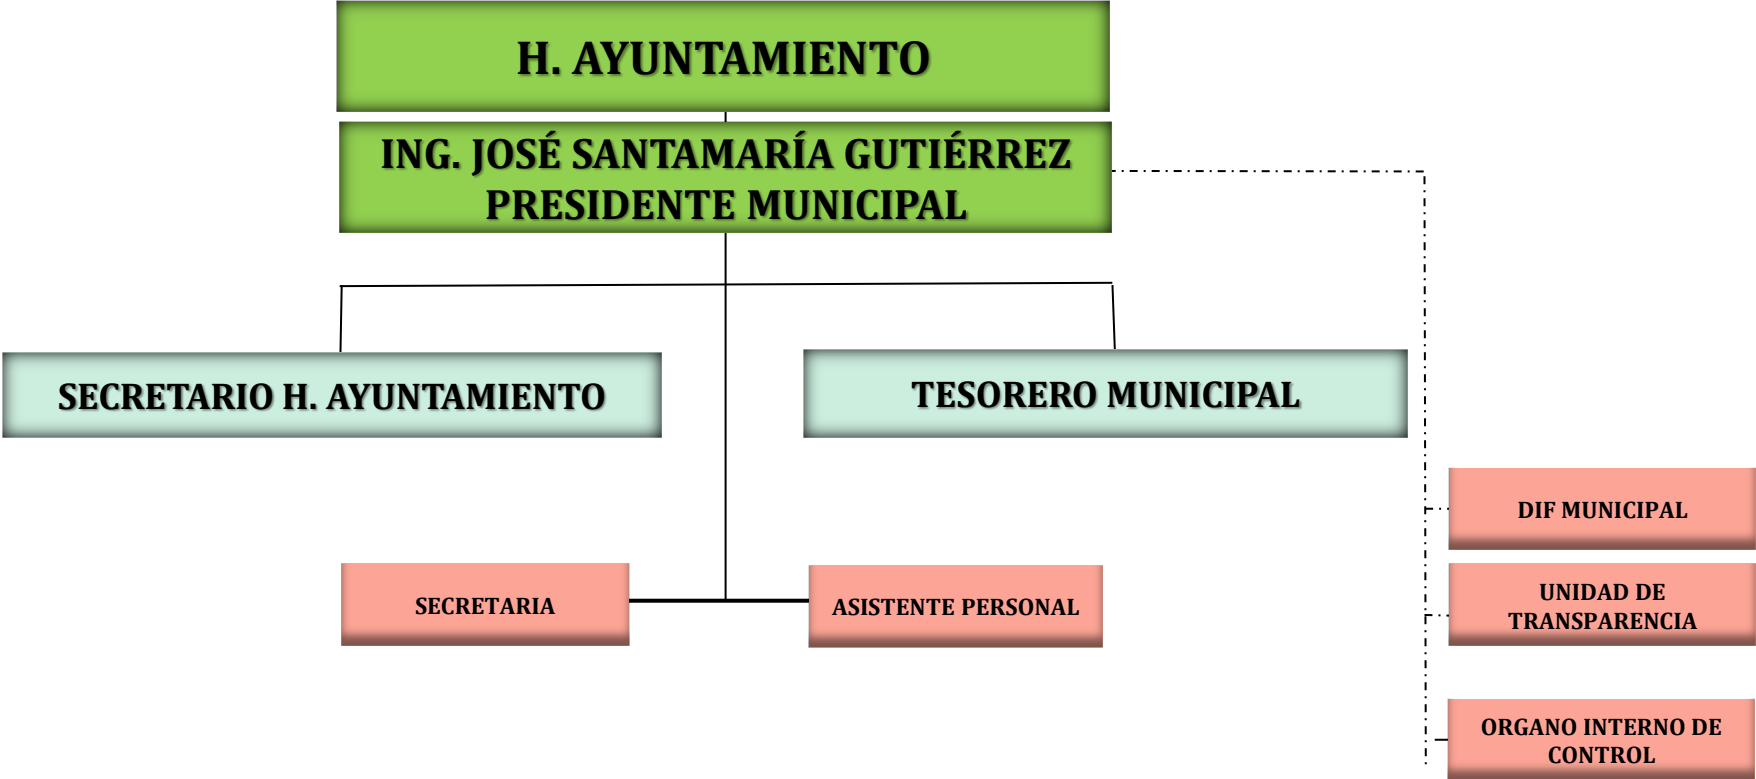 H. AYUNTAMIENTO
ING. JOSÉ SANTAMARÍA GUTIÉRREZ
PRESIDENTE MUNICIPAL
SECRETARIO H. AYUNTAMIENTO
TESORERO MUNICIPAL
DIF MUNICIPAL
SECRETARIA
ASISTENTE PERSONAL
UNIDAD DE
TRANSPARENCIA
ORGANO INTERNO DE
CONTROL